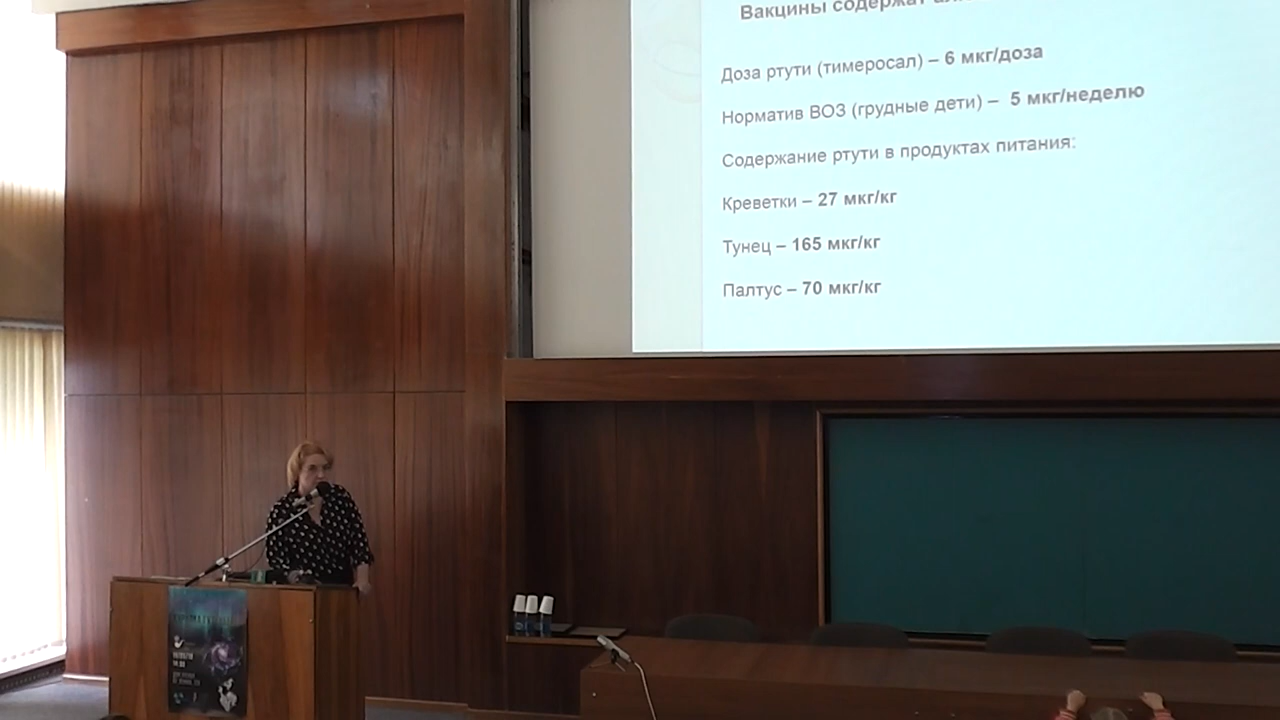 Вакцины содержат
Доза ртути (тимеросал) – 6 мкг/доза
Норматив ВОЗ (грудные дети) – 5 мкг/неделю
Содержание ртути в продуктах питания:
Креветки – 27 мкг/кг
Тунец – 165 мкг/кг
Палтус – 70 мкг/кг